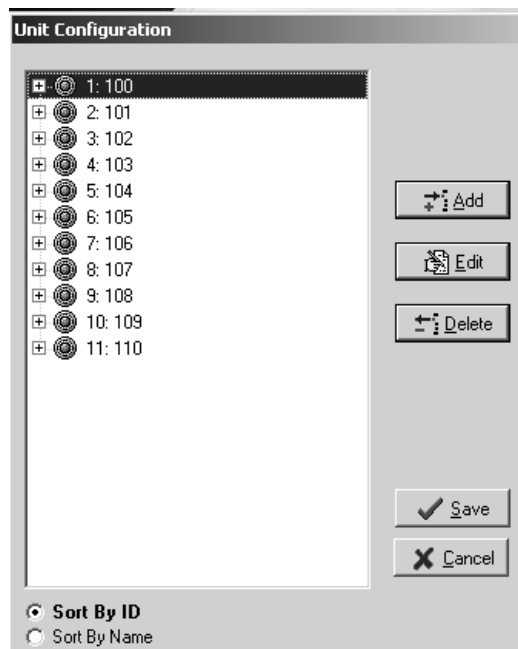 Unit Configuration
1: 100
2: 101
3: 102
4: 103
5: 104
6: 105
7: 106
8: 107
9: 108
10: 109
11: 110
Add
Edit
Delete
Save
Cancel
Sort By ID
Sort By Name